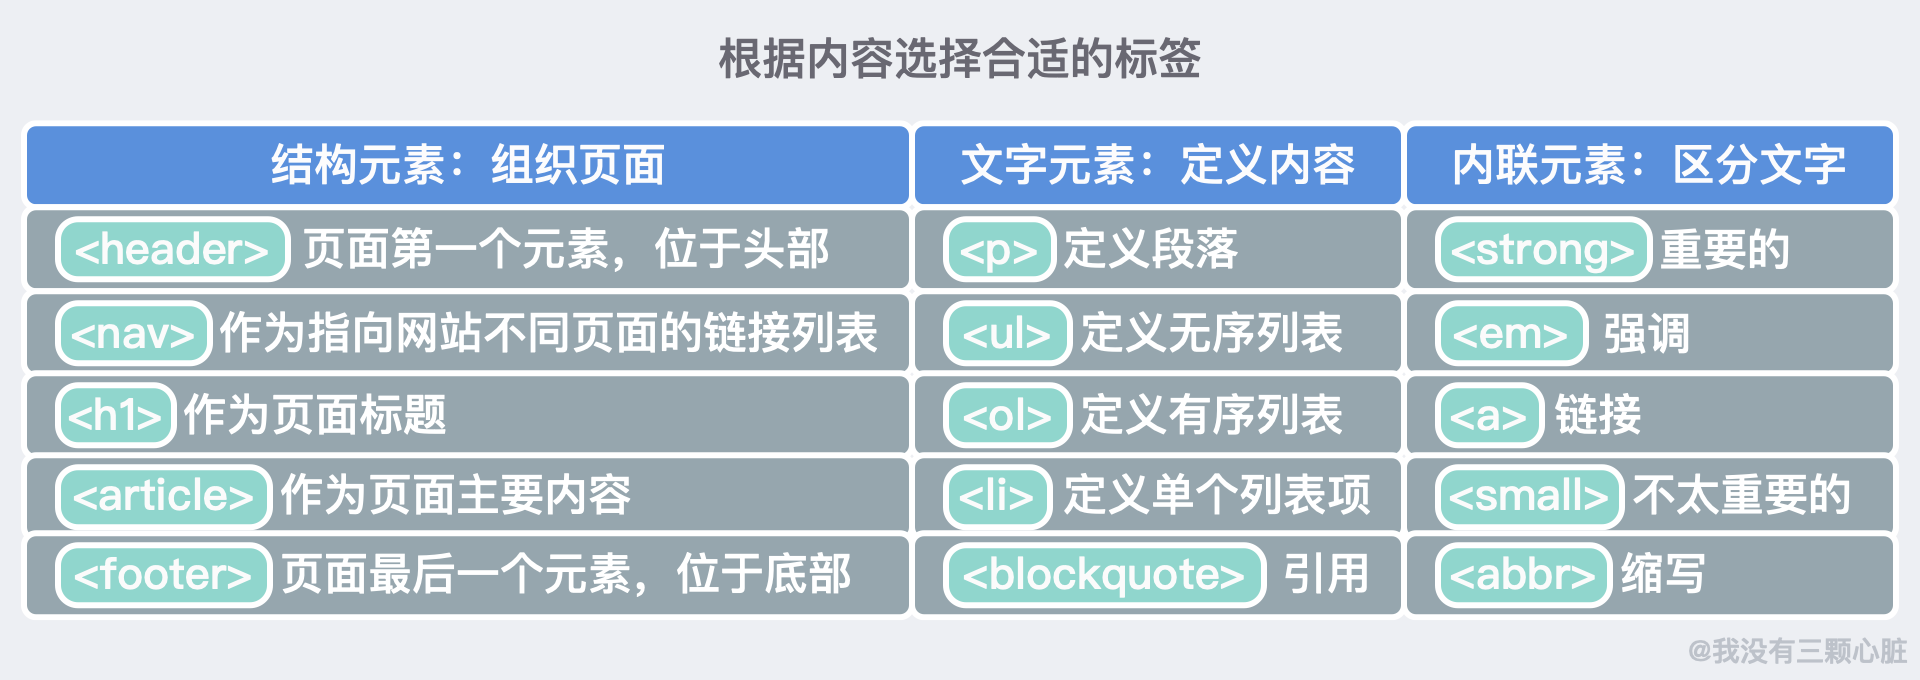 根据内容选择合适的标签
结构元素：组织页面 文字元素：定义内容 内联元素：区分文字
<header> 页面第一个元素，位于头部 <p> 定义段落 <strong> 重要的
<nav> 作为指向网站不同页面的链接列表 <ul> 定义无序列表 <em> 强调
<h1> 作为页面标题 <ol> 定义有序列表 <a> 链接
<article> 作为页面主要内容 <li> 定义单个列表项 <small> 不太重要的
<footer> 页面最后一个元素，位于底部 <blockquote> 引用 <abbr> 缩写
@我没有三颗心脏